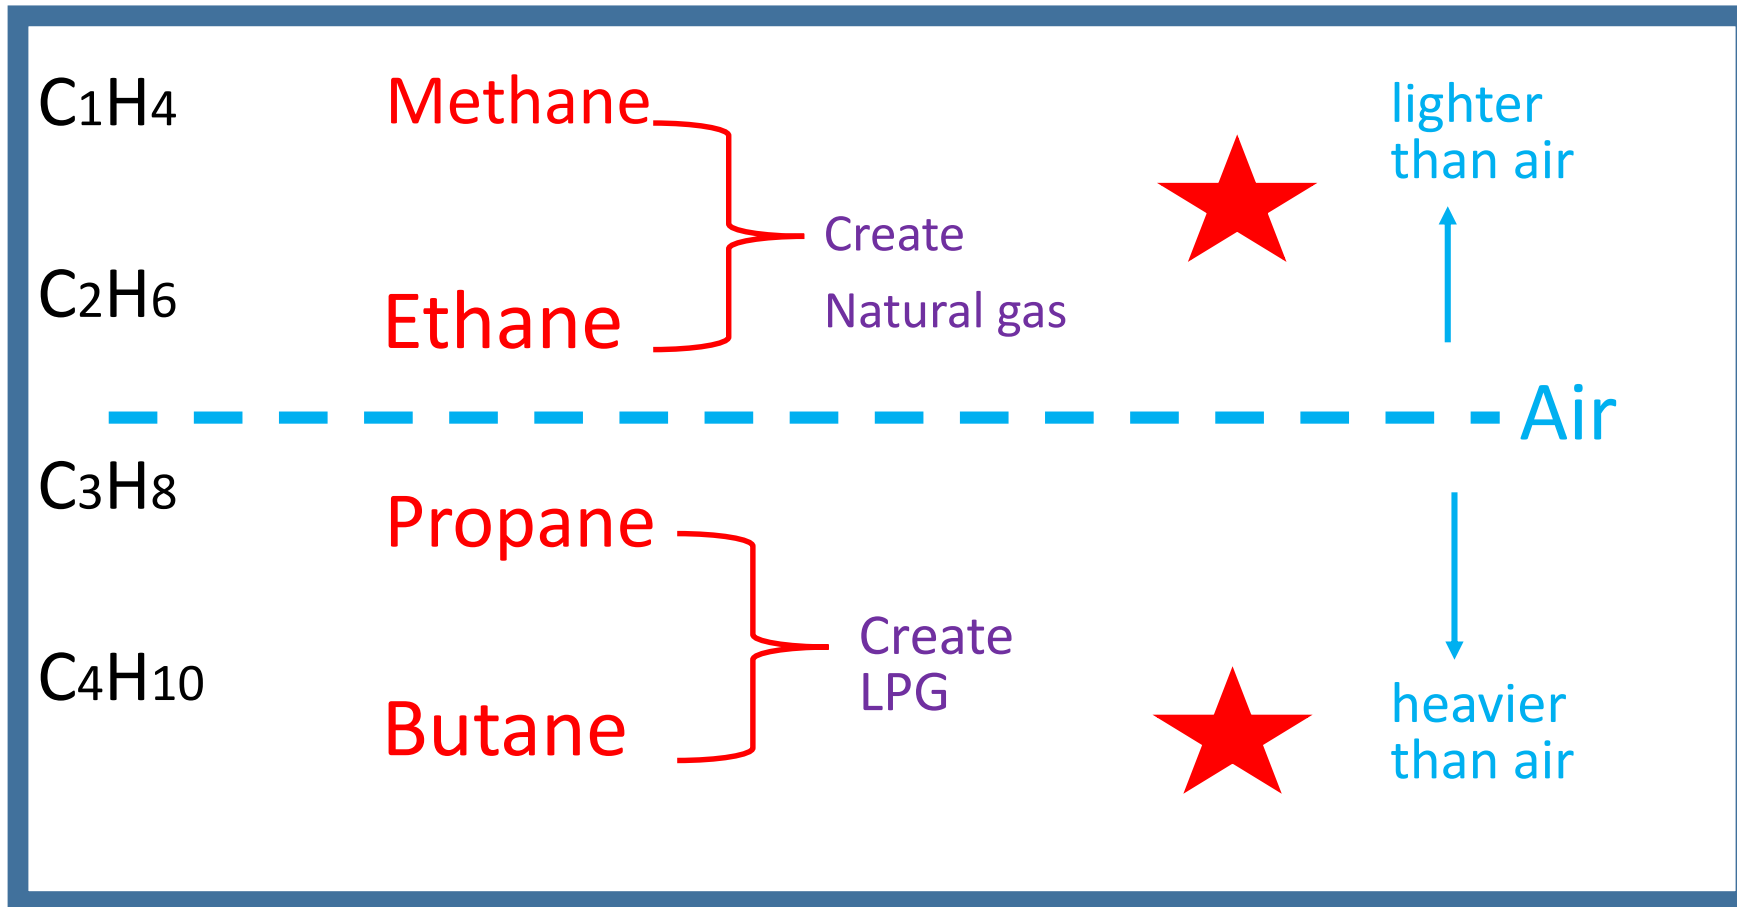 C1H4
Methane
lighter
than air
Create
Natural gas
C2H6
Ethane
Air
C3H8
Propane
Create
LPG
C4H10
Butane
heavier
than air